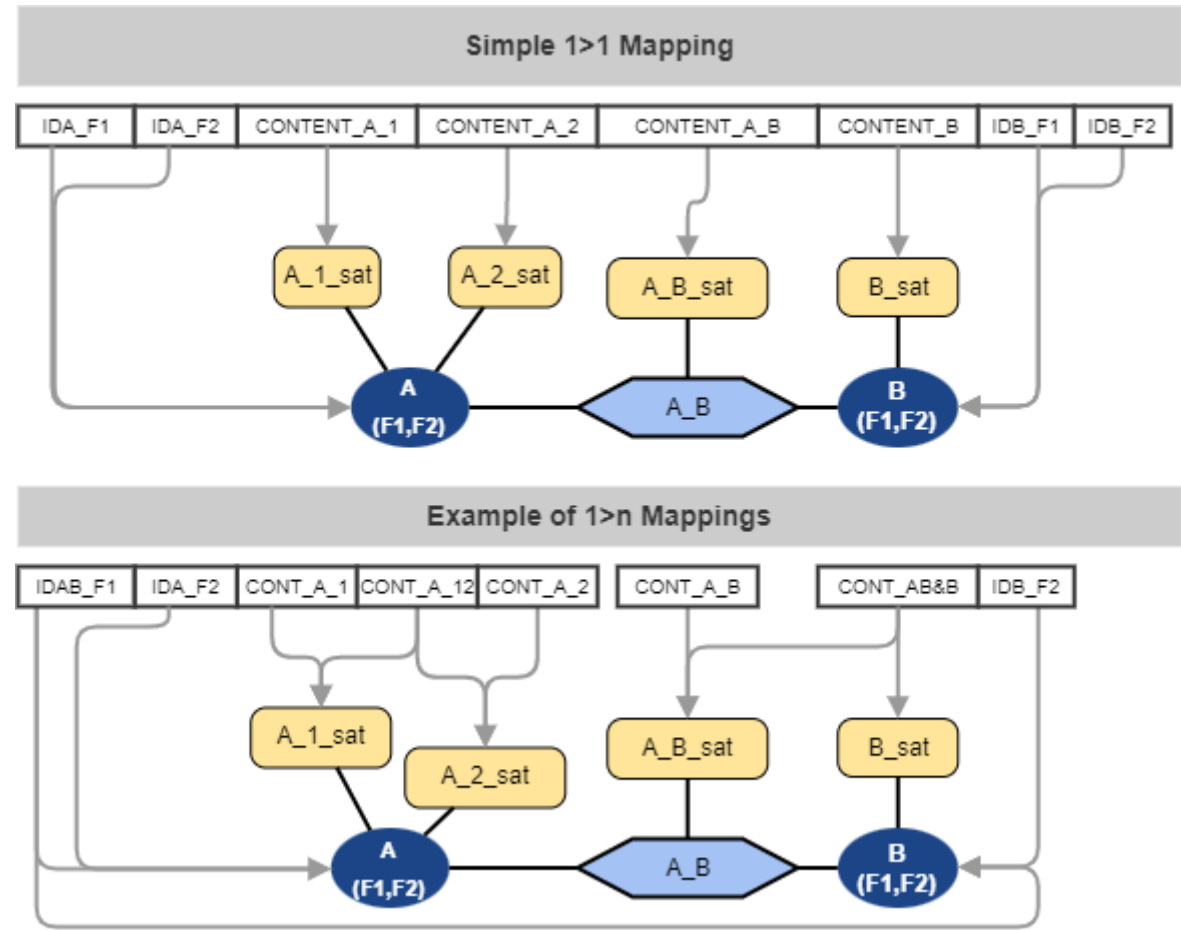 Simple 1>1 Mapping
IDA_F1 IDA_F2 CONTENT_A_1 CONTENT_A_2 CONTENT_A_B CONTENT_B IDB_F1 IDB_F2
A_1_sat A_2_sat A_B_sat B_sat
A
(F1,F2)
A_B
B
(F1,F2)
Example of 1>n Mappings
IDAB_F1 IDA_F2 CONT_A_1 CONT_A_12 CONT_A_2 CONT_A_B CONT_AB&B IDB_F2
A_1_sat
A_2_sat
A_B_sat
B_sat
A
(F1,F2)
A_B
B
(F1,F2)